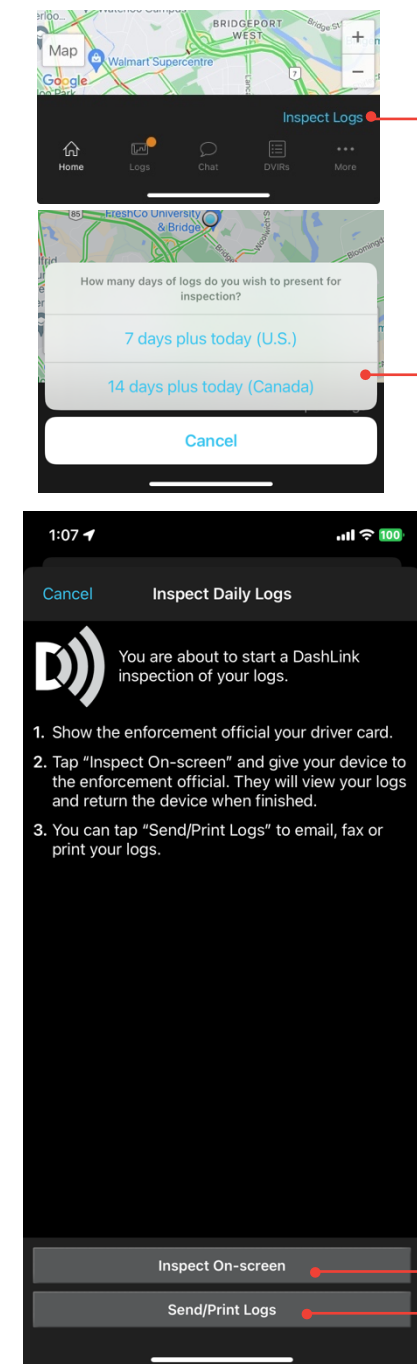 BRIDGEPORT
WEST
Bridge St
Map
Walmart Supercentre
7
+
−
Google
Inspect Logs
Home
Logs
Chat
DVIRs
More
85
FreshCo University
& Bridge
How many days of logs do you wish to present for
inspection?
7 days plus today (U.S.)
14 days plus today (Canada)
Cancel
1:07
100
Cancel
Inspect Daily Logs
D
You are about to start a DashLink
inspection of your logs.
1. Show the enforcement official your driver card.
2. Tap “Inspect On-screen” and give your device to
the enforcement official. They will view your logs
and return the device when finished.
3. You can tap “Send/Print Logs” to email, fax or
print your logs.
Inspect On-screen
Send/Print Logs